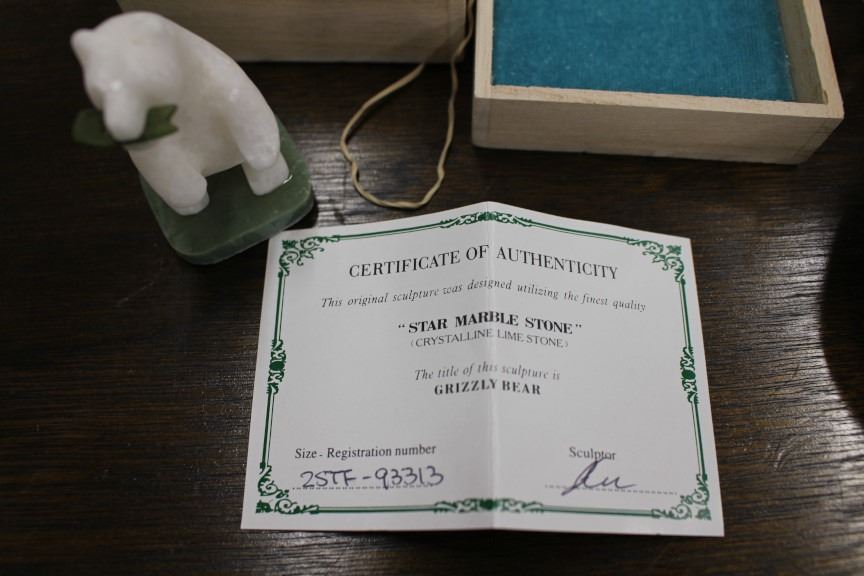 CERTIFICATE OF AUTHENTICITY
This original sculpture was designed utilizing the finest quality
"STAR MARBLE STONE"
(CRYSTALLINE LIME STONE)
The title of this sculpture is
GRIZZLY BEAR
Size - Registration number
2STF-93313
Sculptor